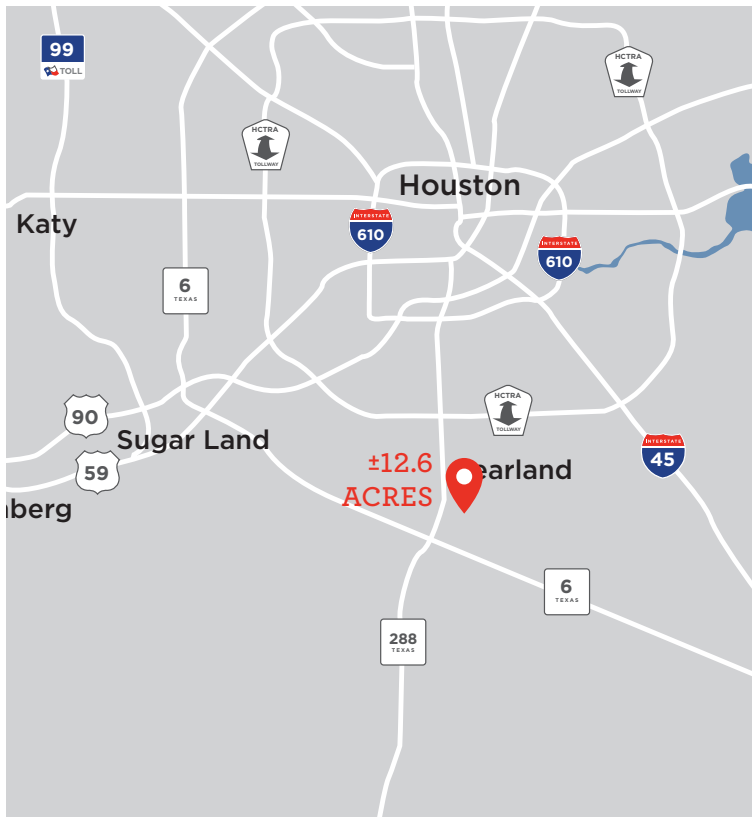 99
TOLL
HCTRA
TOLLWAY
HCTRA
TOLLWAY
Houston
Katy
INTERSTATE
610
INTERSTATE
610
6
TEXAS
HCTRA
TOLLWAY
90
Sugar Land
INTERSTATE
45
±12.6
ACRES
earland
59
nberg
6
TEXAS
288
TEXAS